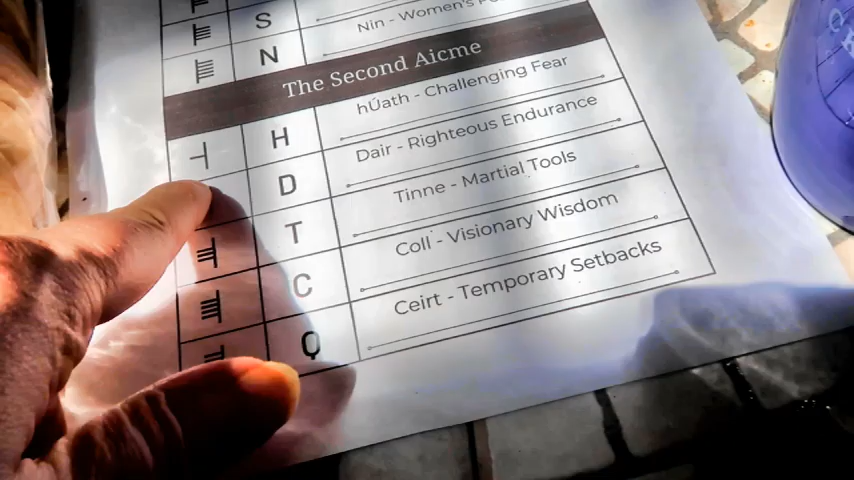 S
Nin - Women's
N
The Second Aicme
H
hÚath - Challenging Fear
D
Dair - Righteous Endurance
T
Tinne - Martial Tools
C
Coll - Visionary Wisdom
Q
Ceirt - Temporary Setbacks